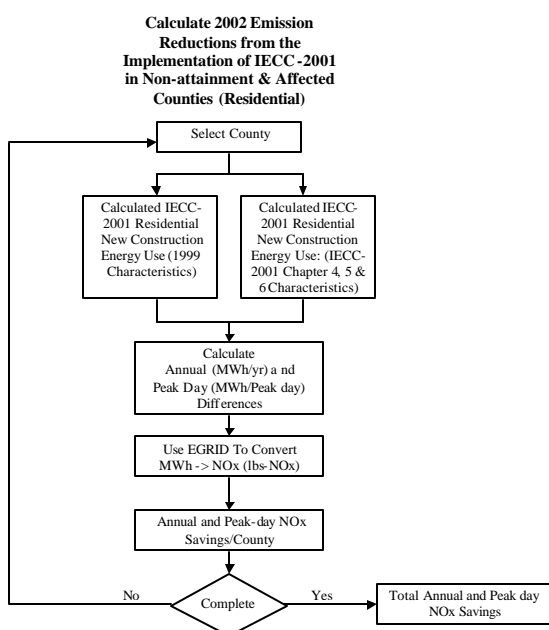 Calculate 2002 Emission
Reductions from the
Implementation of IECC-2001
in Non-attainment & Affected
Counties (Residential)
Select County
Calculated IECC-
2001 Residential
New Construction
Energy Use (1999
Characteristics)
Calculated IECC-
2001 Residential
New Construction
Energy Use: (IECC-
2001 Chapter 4, 5 &
6 Characteristics)
Calculate
Annual (MWh/yr) a nd
Peak Day (MWh/Peak day)
Differences
Use EGRID To Convert
MWh -> NOx (lbs-NOx)
Annual and Peak-day NOx
Savings/County
No
Complete
Yes
Total Annual and Peak day
NOx Savings